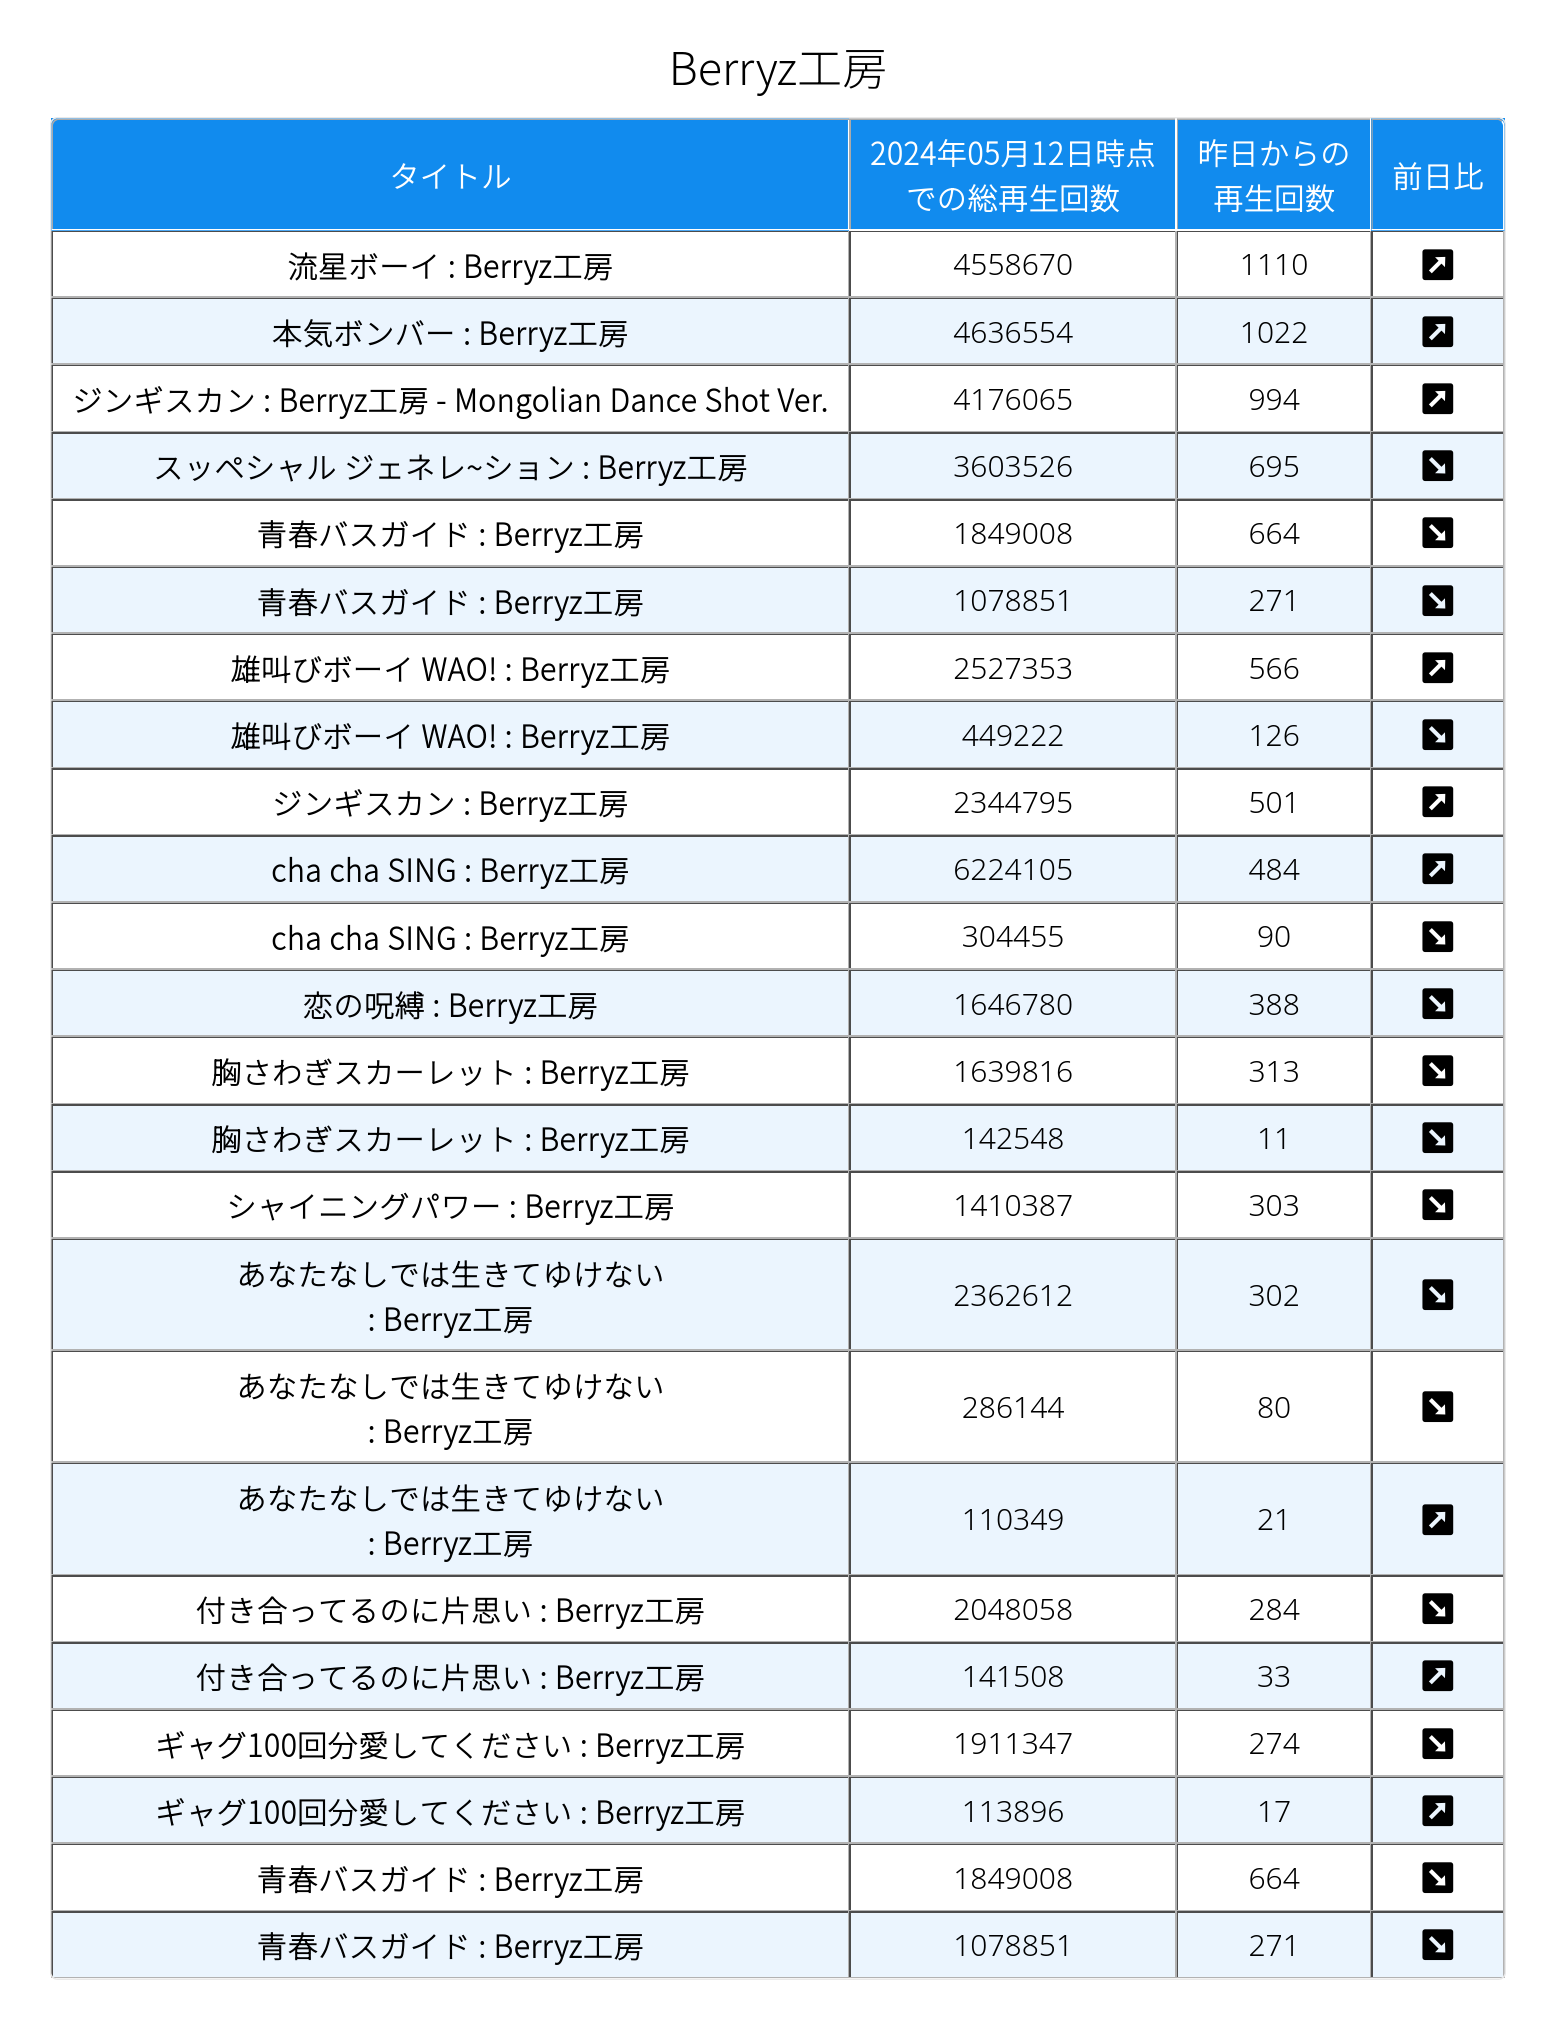 Berryz工房
タイトル
2024年05月12日時点
での総再生回数
昨日からの
再生回数
前日比
流星ボーイ : Berryz工房 4558670 1110
本気ボンバー : Berryz工房 4636554 1022
ジンギスカン : Berryz工房 - Mongolian Dance Shot Ver. 4176065 994
スッペシャル ジェネレ~ション : Berryz工房 3603526 695
青春バスガイド : Berryz工房 1849008 664
青春バスガイド : Berryz工房 1078851 271
雄叫びボーイ WAO! : Berryz工房 2527353 566
雄叫びボーイ WAO! : Berryz工房 449222 126
ジンギスカン : Berryz工房 2344795 501
cha cha SING : Berryz工房 6224105 484
cha cha SING : Berryz工房 304455 90
恋の呪縛 : Berryz工房 1646780 388
胸さわぎスカーレット : Berryz工房 1639816 313
胸さわぎスカーレット : Berryz工房 142548 11
シャイニングパワー : Berryz工房 1410387 303
あなたなしでは生きてゆけない
: Berryz工房 2362612 302
あなたなしでは生きてゆけない
: Berryz工房 286144 80
あなたなしでは生きてゆけない
: Berryz工房 110349 21
付き合ってるのに片思い : Berryz工房 2048058 284
付き合ってるのに片思い : Berryz工房 141508 33
ギャグ100回分愛してください : Berryz工房 1911347 274
ギャグ100回分愛してください : Berryz工房 113896 17
青春バスガイド : Berryz工房 1849008 664
青春バスガイド : Berryz工房 1078851 271